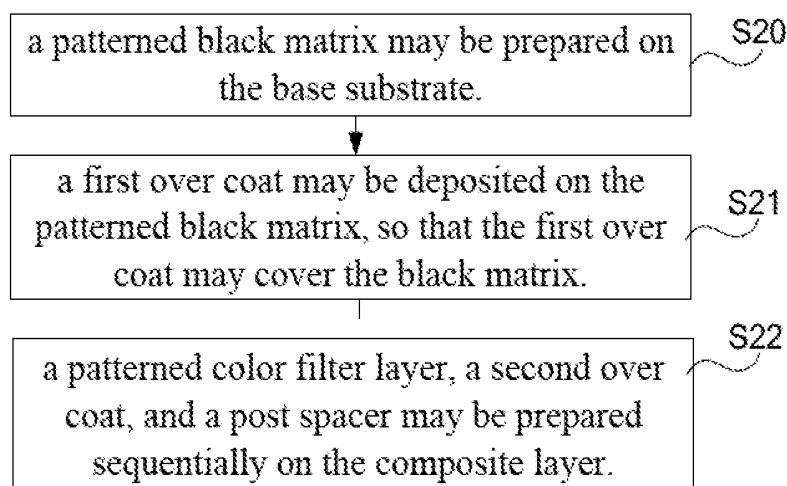 a patterned black matrix may be prepared on
the base substrate.
S20
a first over coat may be deposited on the
patterned black matrix, so that the first over
coat may cover the black matrix.
S21
a patterned color filter layer, a second over
coat, and a post spacer may be prepared
sequentially on the composite layer.
S22